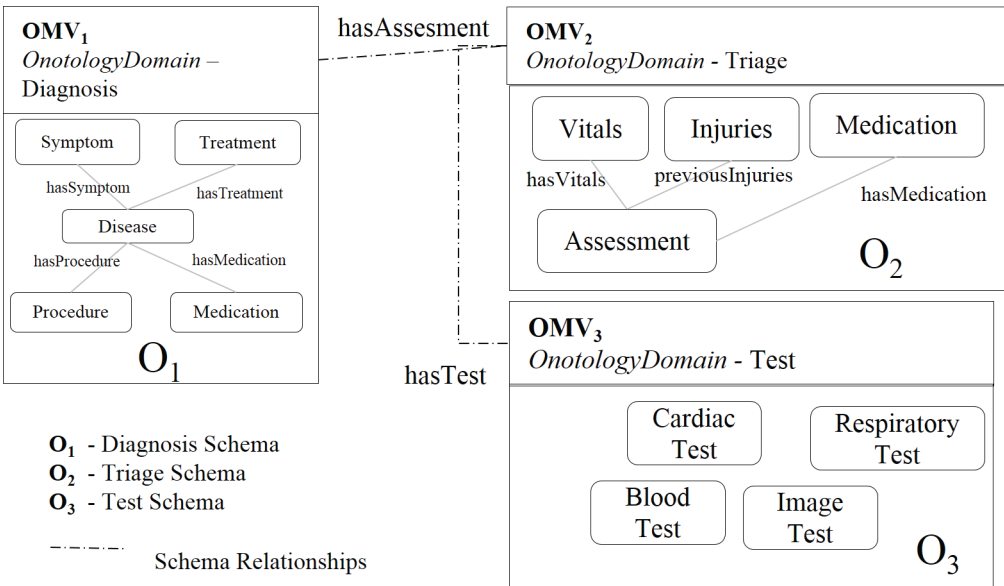 OMV1
OnotologyDomain –
Diagnosis
Symptom
Treatment
hasSymptom
hasTreatment
Disease
hasProcedure
hasMedication
Procedure
Medication
O1
hasAssesment
OMV2
OnotologyDomain - Triage
Vitals
Injuries
Medication
hasVitals
previousInjuries
hasMedication
Assessment
O2
hasTest
OMV3
OnotologyDomain - Test
Cardiac
Test
Respiratory
Test
Blood
Test
Image
Test
O3
O1 - Diagnosis Schema
O2 - Triage Schema
O3 - Test Schema
Schema Relationships